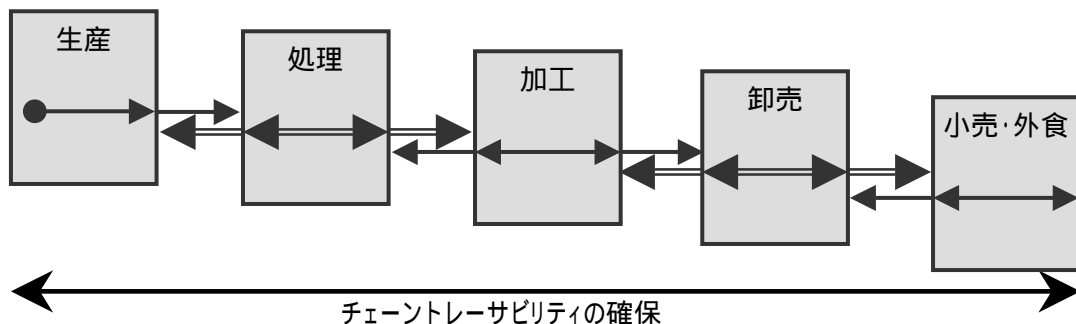 生産
処理
加工
卸売
小売・外食
チェーントレーサビリティの確保